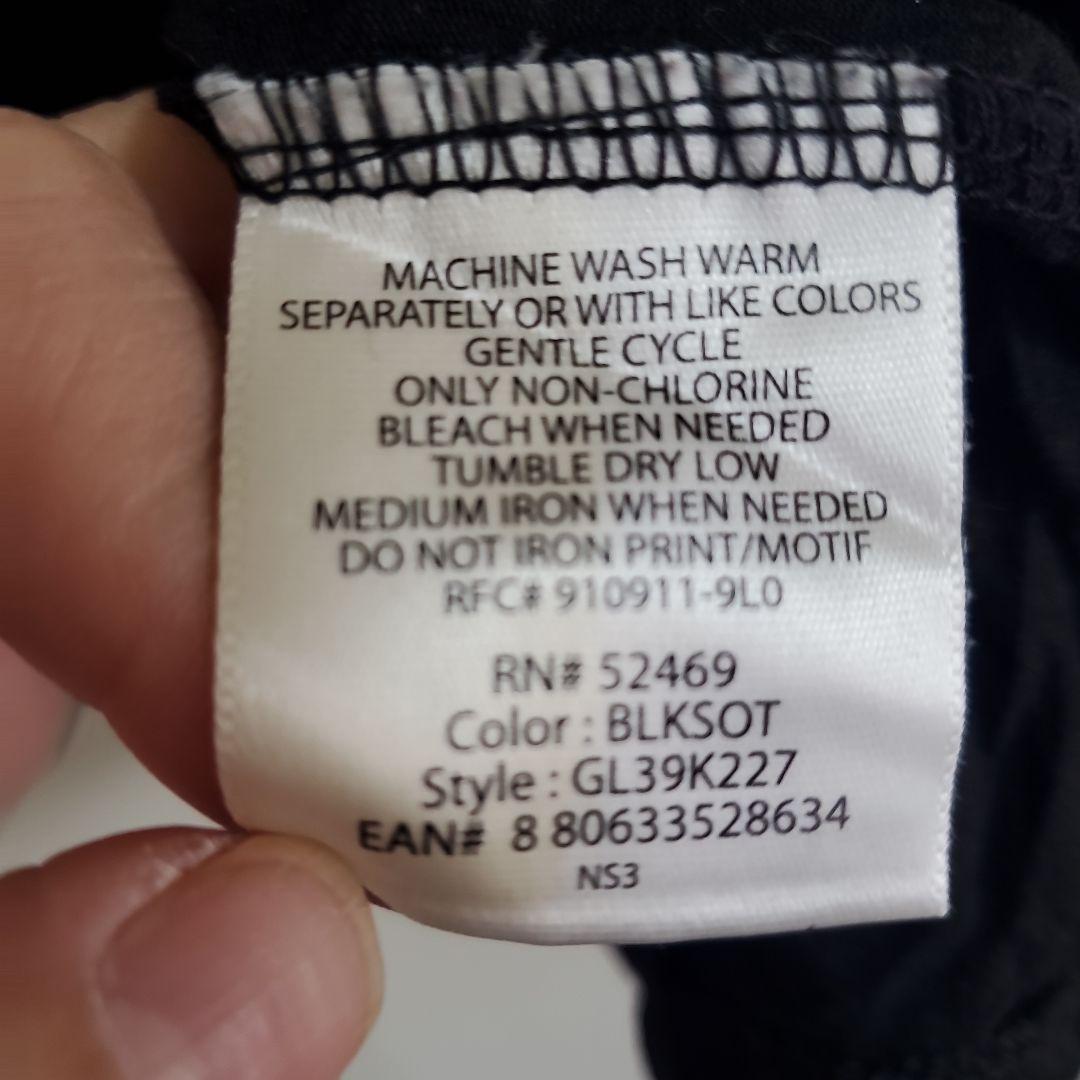 MACHINE WASH WARM
SEPARATELY OR WITH LIKE COLORS
GENTLE CYCLE
ONLY NON-CHLORINE
BLEACH WHEN NEEDED
TUMBLE DRY LOW
MEDIUM IRON WHEN NEEDED
DO NOT IRON PRINT/MOTIF
RFC# 910911-9L0
RN# 52469
Color : BLKSOT
Style : GL39K227
EAN# 8 80633528634
NS3